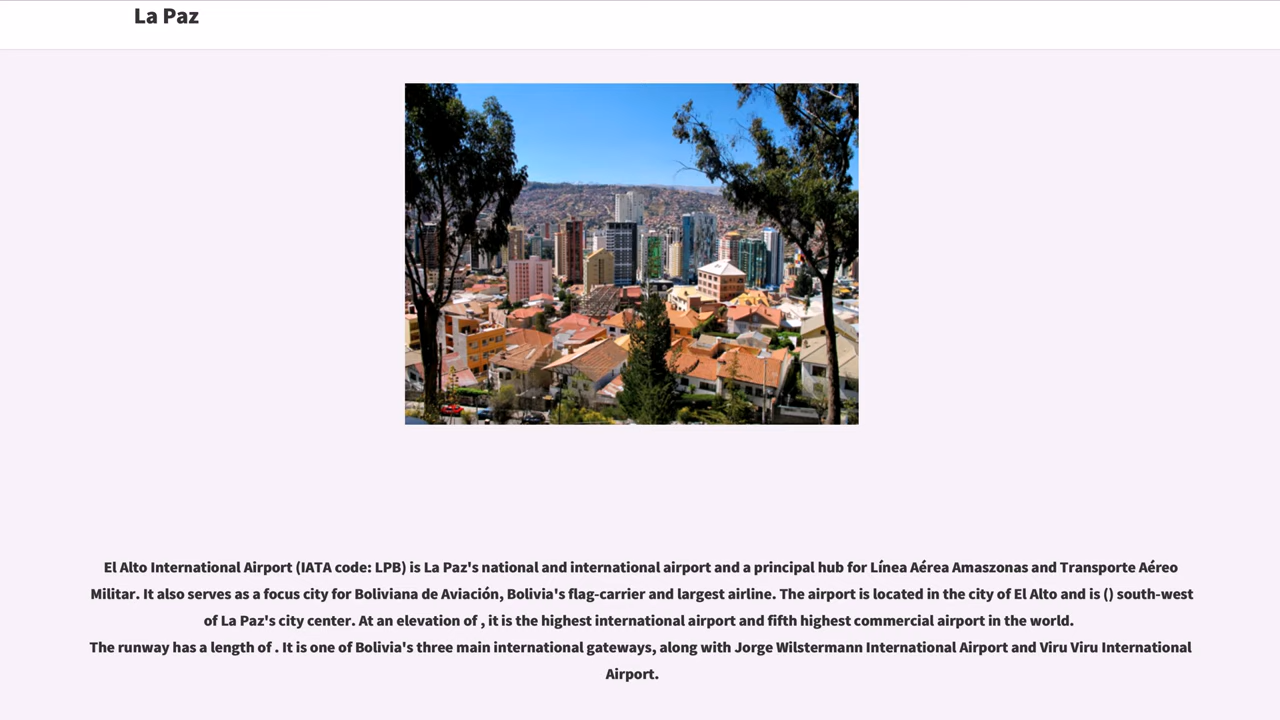 La Paz
El Alto International Airport (IATA code: LPB) is La Paz's national and international airport and a principal hub for Línea Aérea Amaszonas and Transporte Aéreo
Militar. It also serves as a focus city for Boliviana de Aviación, Bolivia's flag-carrier and largest airline. The airport is located in the city of El Alto and is () south-west
of La Paz's city center. At an elevation of , it is the highest international airport and fifth highest commercial airport in the world.
The runway has a length of . It is one of Bolivia's three main international gateways, along with Jorge Wilstermann International Airport and Viru Viru International
Airport.